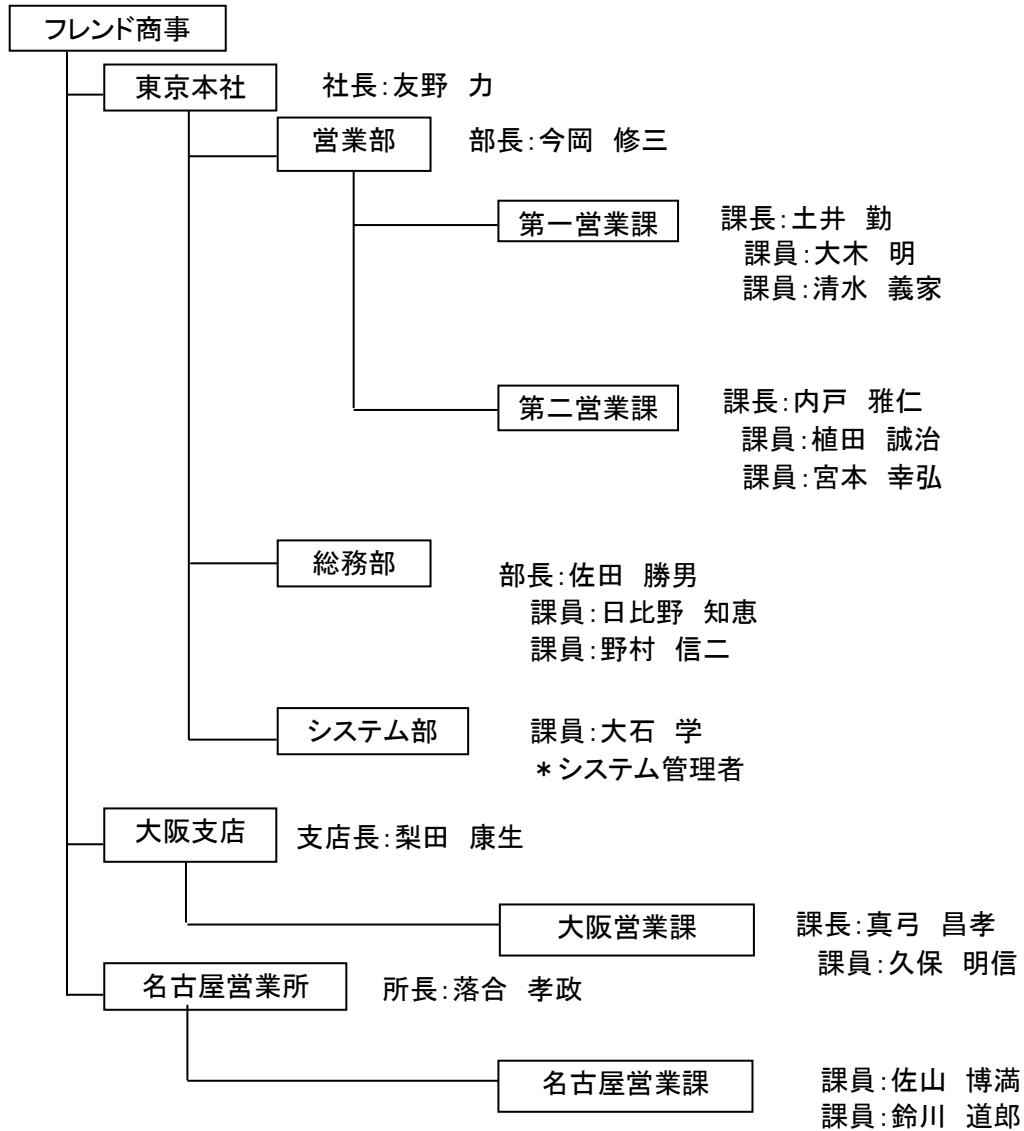 フレンド商事
東京本社 社長：友野 力
営業部 部長：今岡 修三
第一営業課 課長：土井 勤
課員：大木 明
課員：清水 義家
第二営業課 課長：内戸 雅仁
課員：植田 誠治
課員：宮本 幸弘
総務部 部長：佐田 勝男
課員：日比野 知恵
課員：野村 信二
システム部 課員：大石 学
＊システム管理者
大阪支店 支店長：梨田 康生
大阪営業課 課長：真弓 昌孝
課員：久保 明信
名古屋営業所 所長：落合 孝政
名古屋営業課 課員：佐山 博満
課員：鈴川 道郎